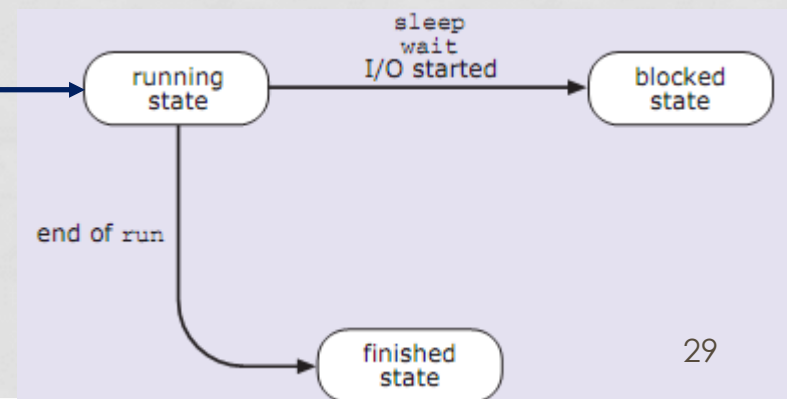 sleep
wait
I/O started
running
state
blocked
state
end of run
finished
state
29